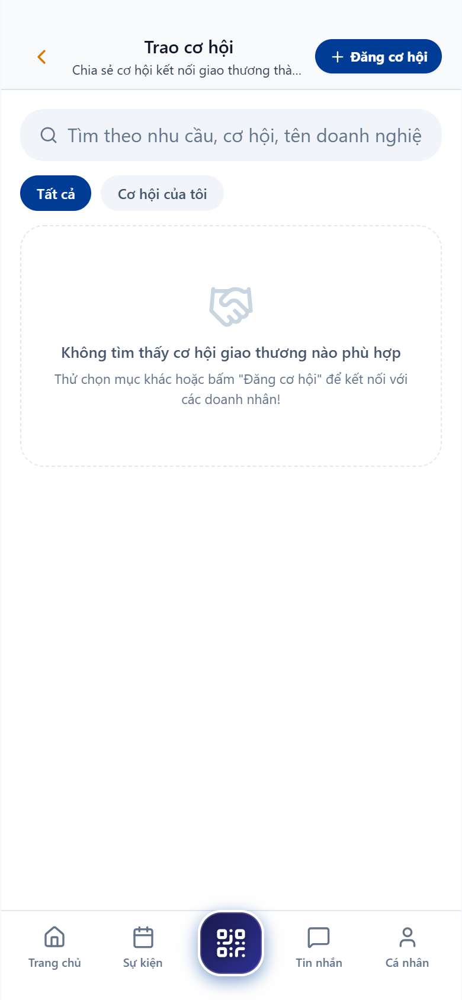 Trao cơ hội
Chia sẻ cơ hội kết nối giao thương thà...
Đăng cơ hội
Tìm theo nhu cầu, cơ hội, tên doanh nghiệ
Tất cả
Cơ hội của tôi
Không tìm thấy cơ hội giao thương nào phù hợp
Thử chọn mục khác hoặc bấm "Đăng cơ hội" để kết nối với
các doanh nhân!
Trang chủ
Sự kiện
Tin nhắn
Cá nhân